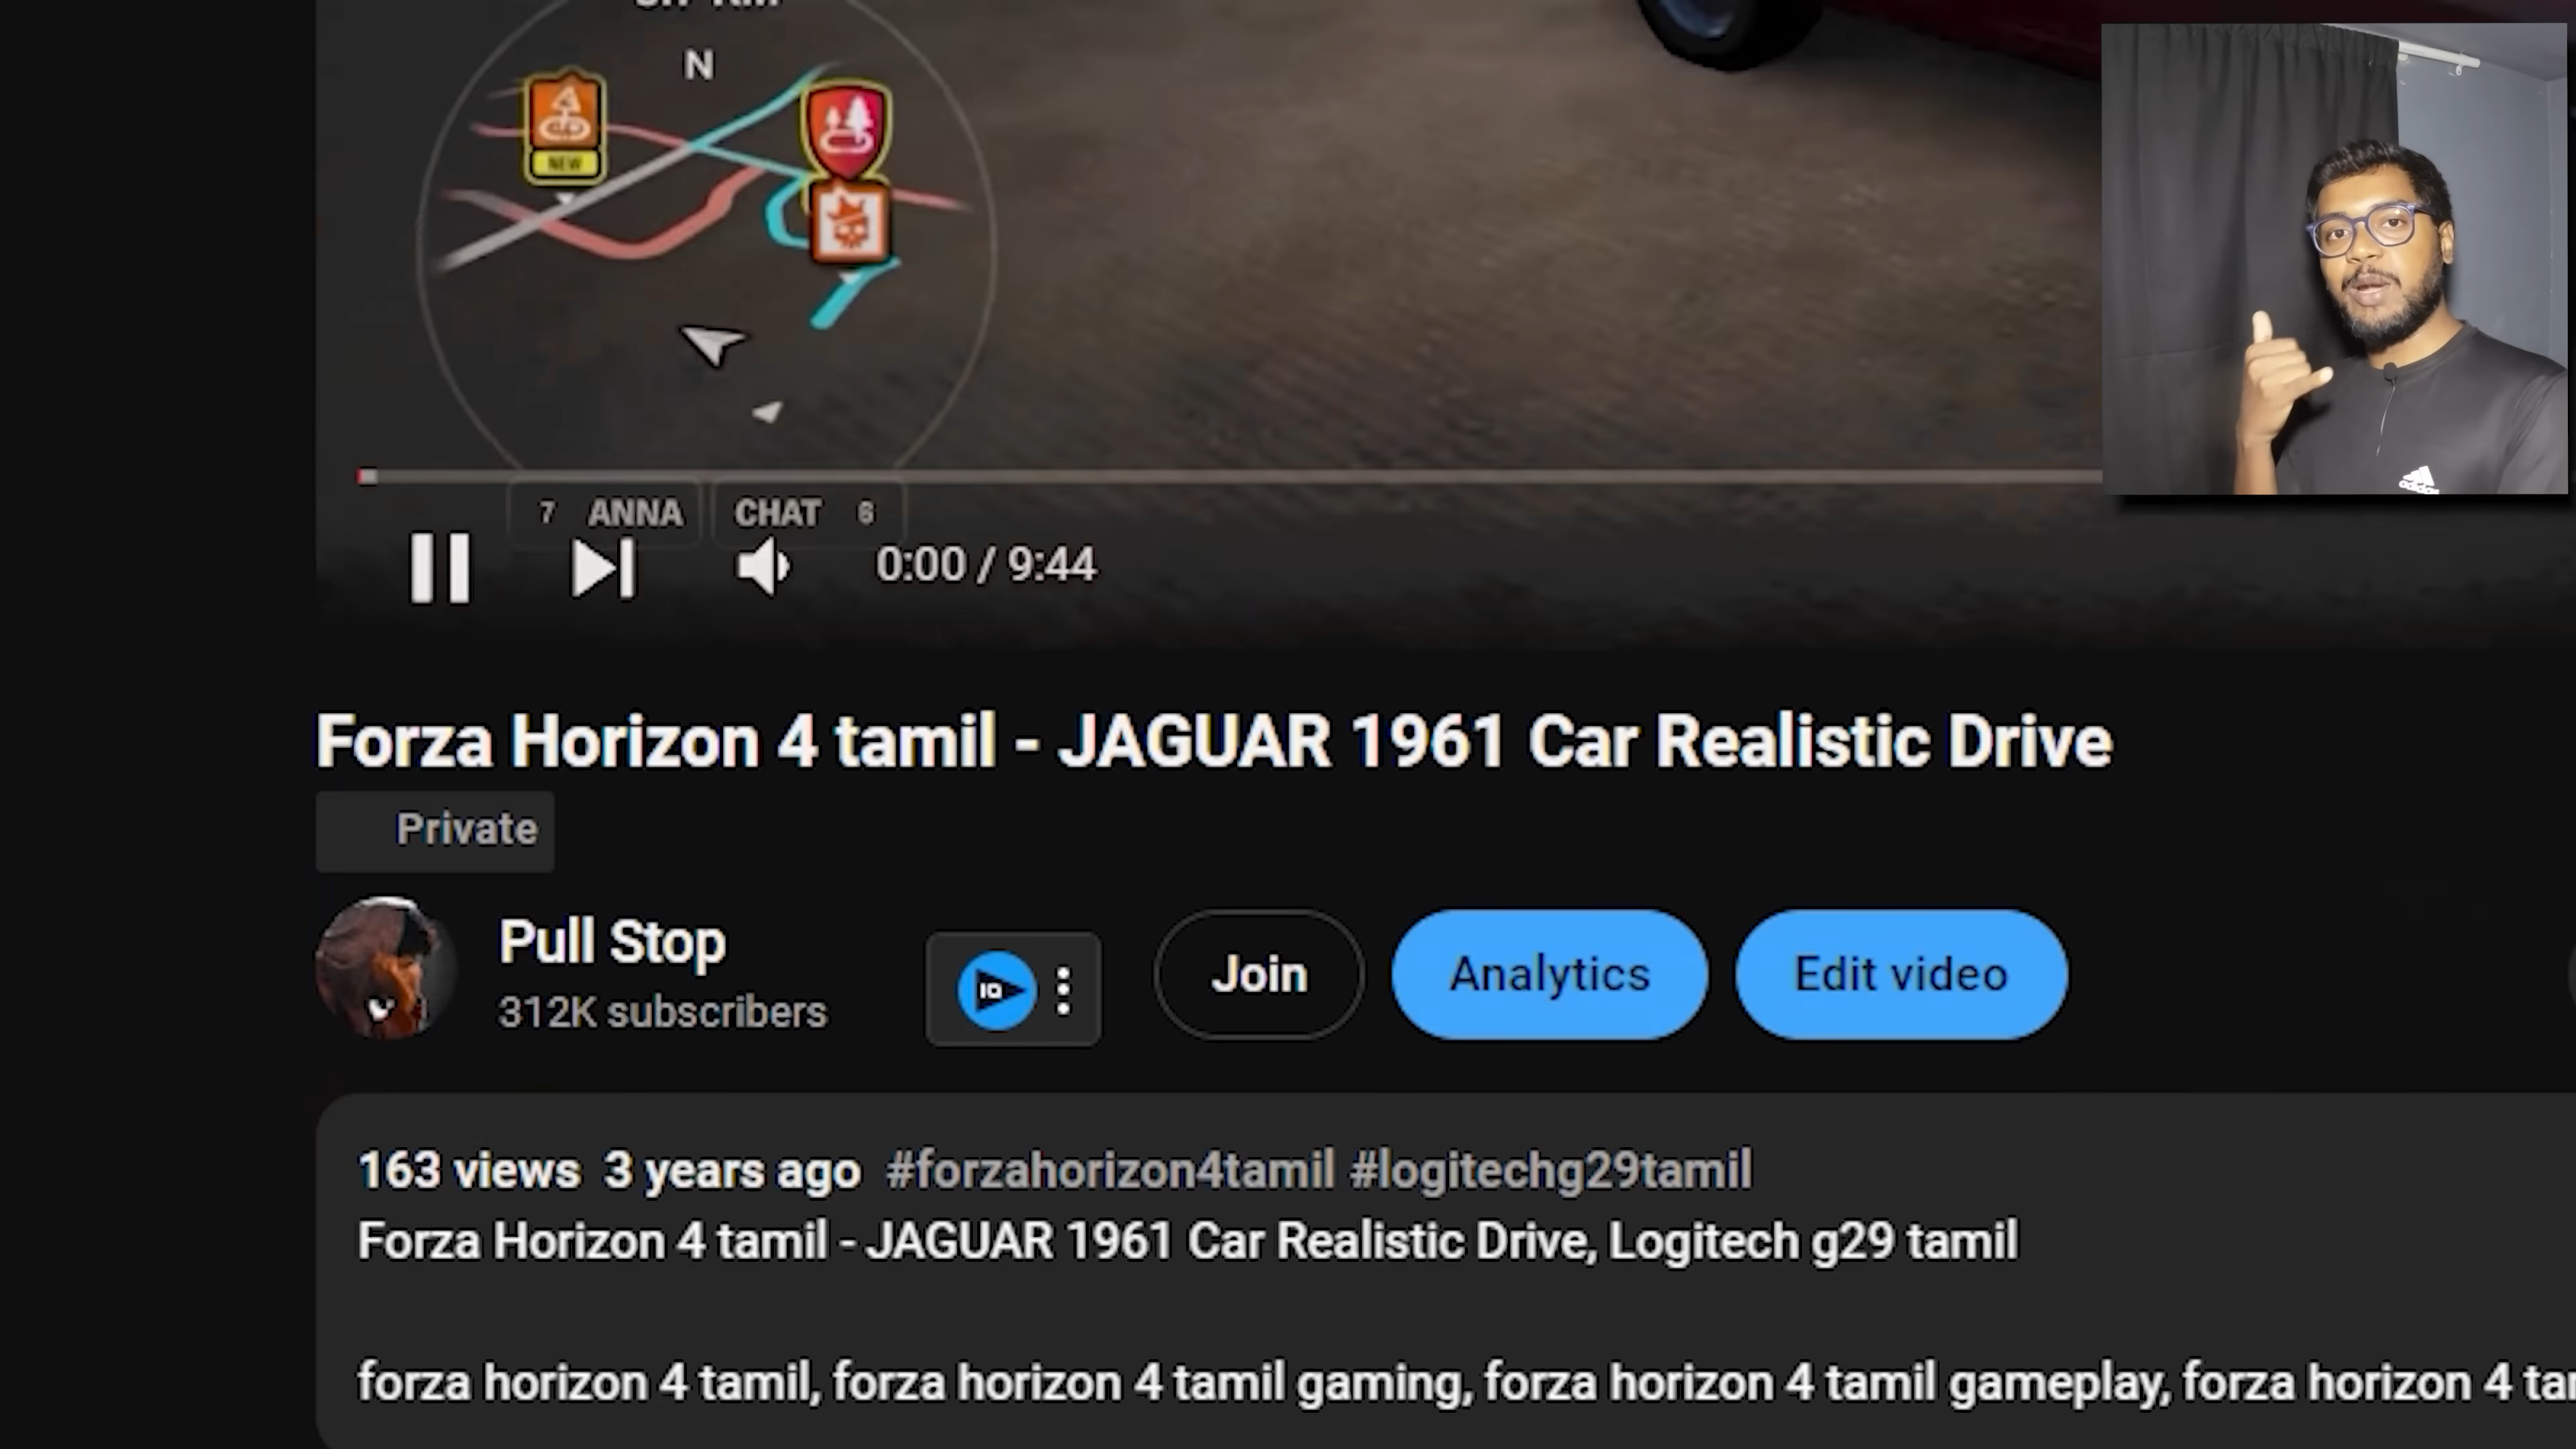 N
NEW
7 ANNA CHAT 6
0:00 / 9:44
Forza Horizon 4 tamil - JAGUAR 1961 Car Realistic Drive
Private
Pull Stop
312K subscribers
Join
Analytics
Edit video
163 views 3 years ago #forzahorizon4tamil #logitechg29tamil
Forza Horizon 4 tamil - JAGUAR 1961 Car Realistic Drive, Logitech g29 tamil
forza horizon 4 tamil, forza horizon 4 tamil gaming, forza horizon 4 tamil gameplay, forza horizon 4
adidas